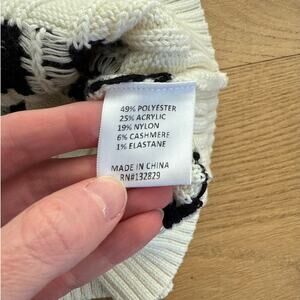 49% POLYESTER
25% ACRYLIC
19% NYLON
6% CASHMERE
1% ELASTANE
MADE IN CHINA
RN#132829